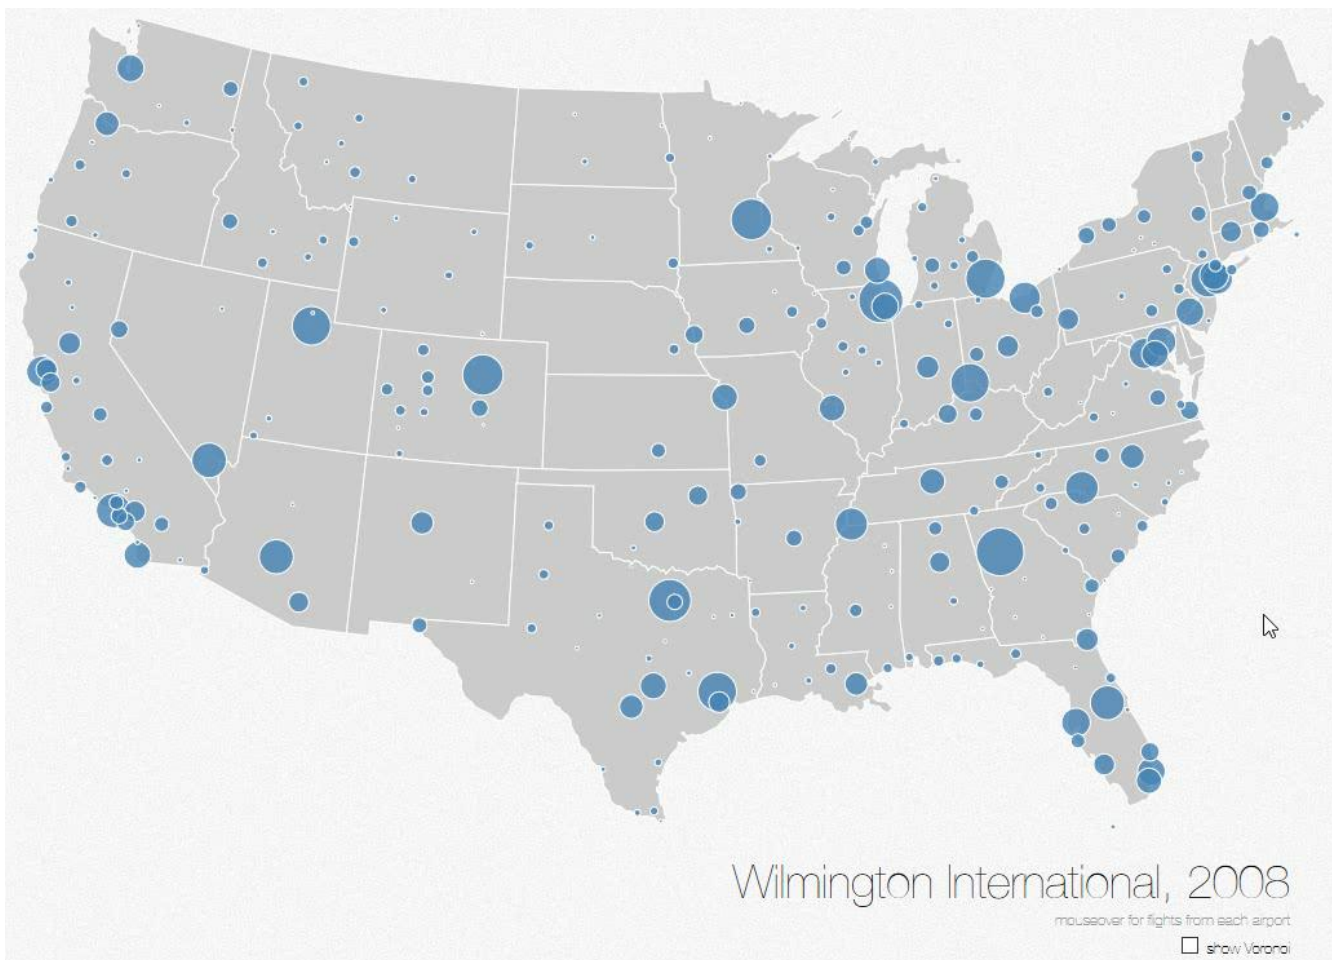 Wilmington International, 2008
mouseover for flights from each airport
show Voronoi